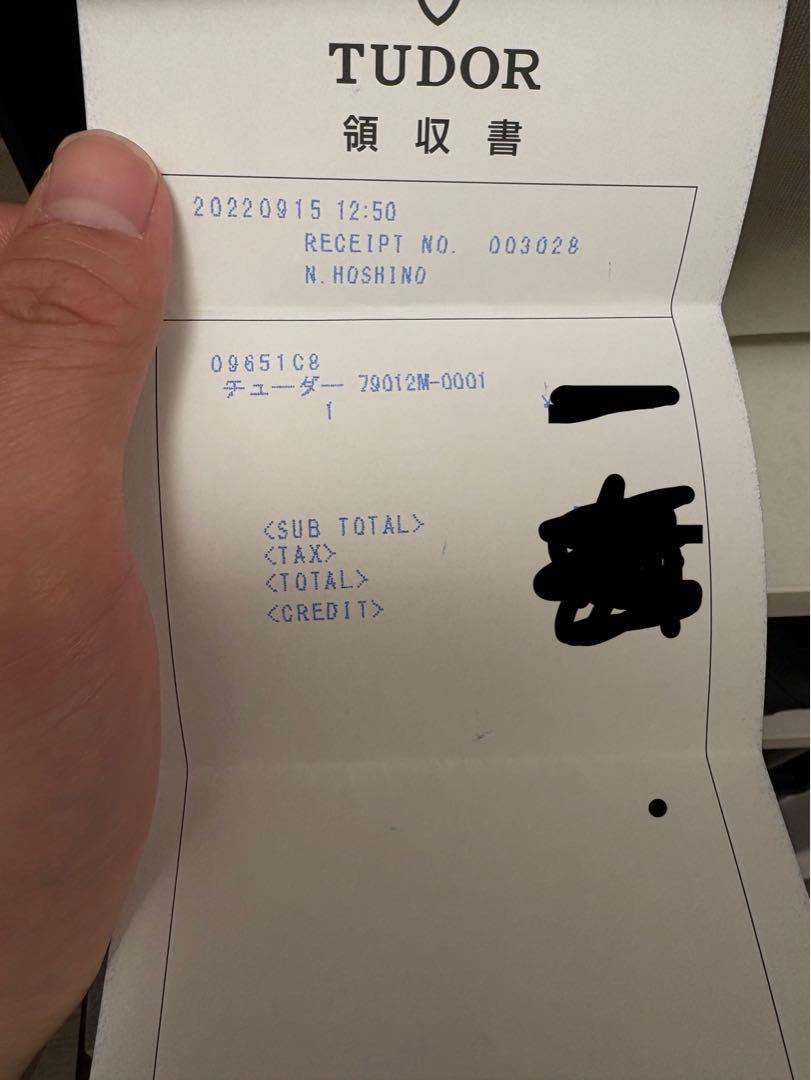 TUDOR
領収書
20220915 12:50
RECEIPT NO. 003028
N.HOSHINO
09651C8
チューダー 79012M-0001
1
<SUB TOTAL>
<TAX>
<TOTAL>
<CREDIT>